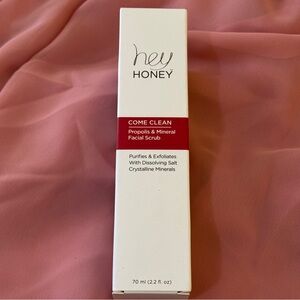 hey
HONEY
COME CLEAN
Propolis & Mineral
Facial Scrub
Purifies & Exfoliates
With Dissolving Salt
Crystalline Minerals
70 ml (2.2 fl. oz)